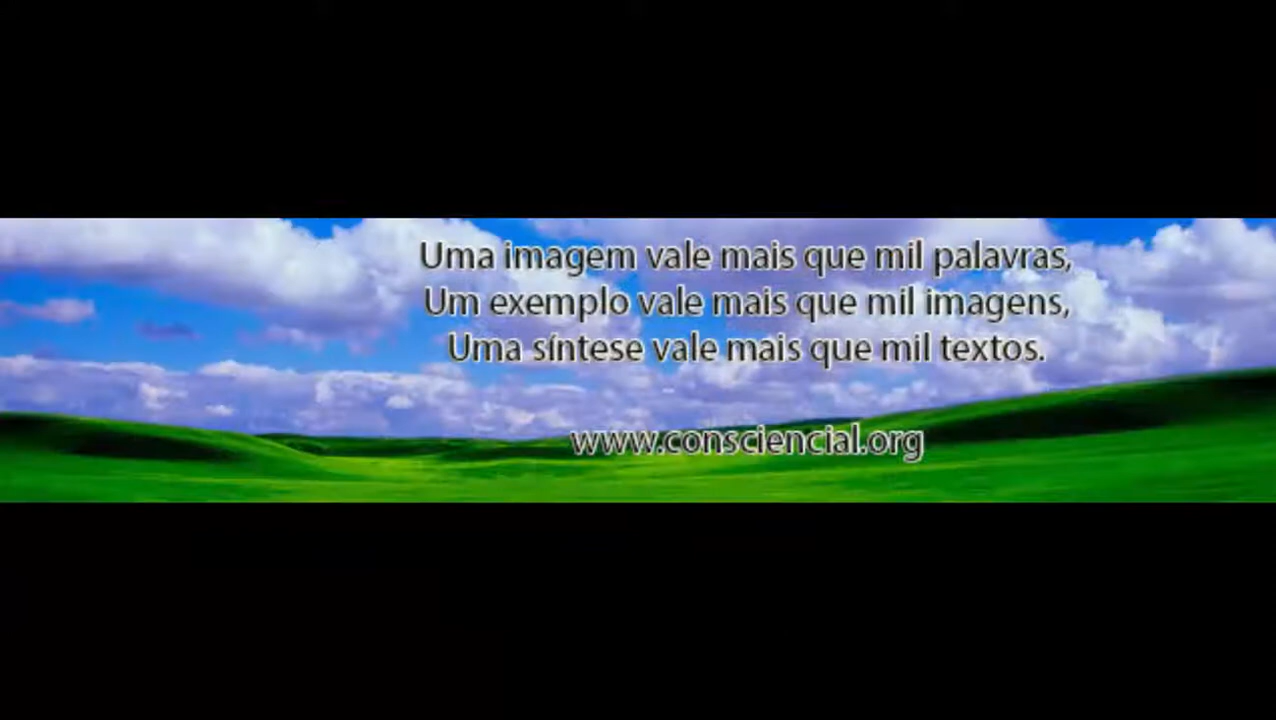 Uma imagem vale mais que mil palavras,
Um exemplo vale mais que mil imagens,
Uma síntese vale mais que mil textos.
www.consciencial.org